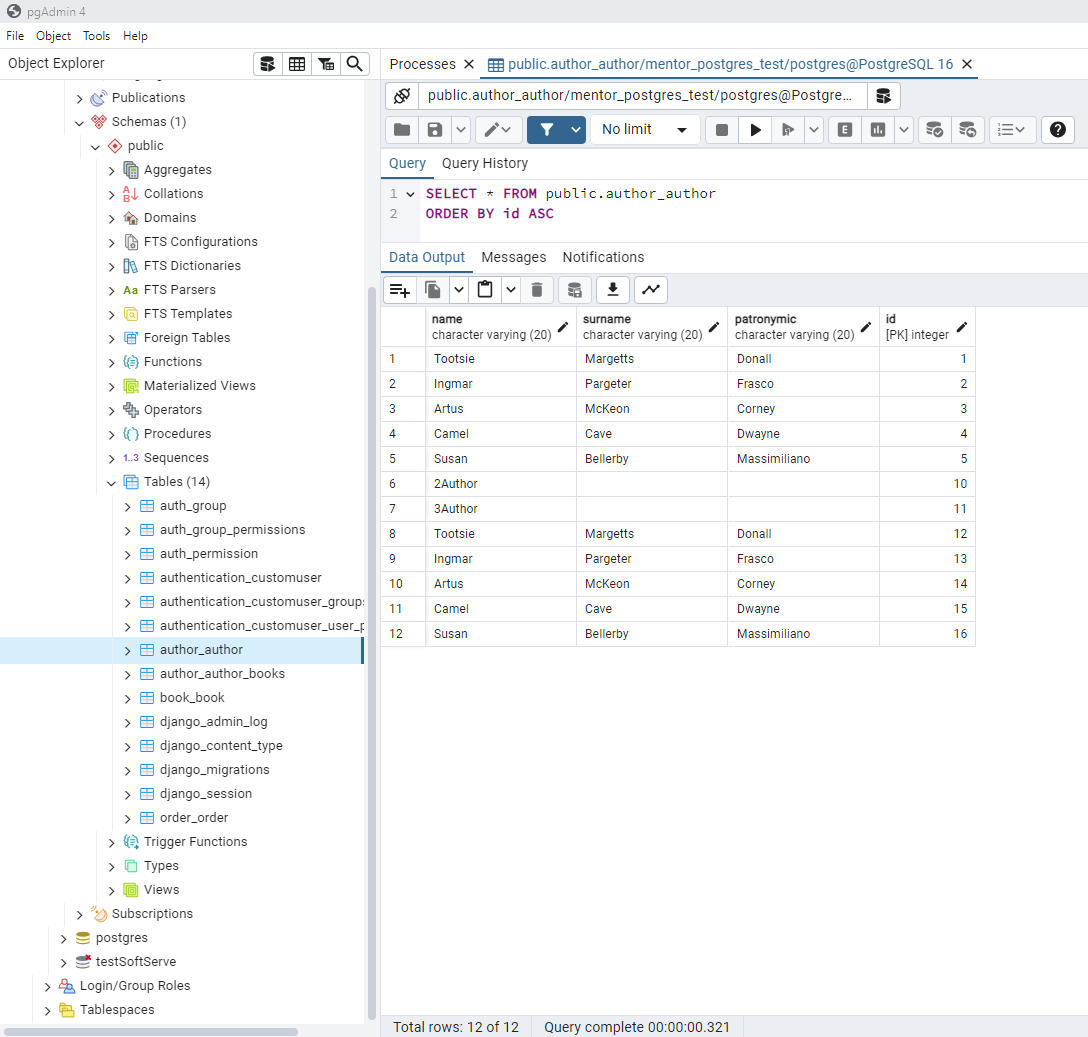 pgAdmin 4
File Object Tools Help
Object Explorer
Publications
Schemas (1)
public
Aggregates
Collations
Domains
FTS Configurations
FTS Dictionaries
Aa FTS Parsers
FTS Templates
Foreign Tables
Functions
Materialized Views
Operators
Procedures
1..3 Sequences
Tables (14)
auth_group
auth_group_permissions
auth_permission
authentication_customuser
authentication_customuser_groups
authentication_customuser_user_p
author_author
author_author_books
book_book
django_admin_log
django_content_type
django_migrations
django_session
order_order
Trigger Functions
Types
Views
Subscriptions
postgres
testSoftServe
Login/Group Roles
Tablespaces
Processes public.author_author/mentor_postgres_test/postgres@PostgreSQL 16
public.author_author/mentor_postgres_test/postgres@Postgre...
No limit E
Query Query History
1 SELECT * FROM public.author_author
2 ORDER BY id ASC
Data Output Messages Notifications
name surname patronymic id
character varying (20) character varying (20) character varying (20) [PK] integer
1 Tootsie Margetts Donall 1
2 Ingmar Pargeter Frasco 2
3 Artus McKeon Corney 3
4 Camel Cave Dwayne 4
5 Susan Bellerby Massimiliano 5
6 2Author 10
7 3Author 11
8 Tootsie Margetts Donall 12
9 Ingmar Pargeter Frasco 13
10 Artus McKeon Corney 14
11 Camel Cave Dwayne 15
12 Susan Bellerby Massimiliano 16
Total rows: 12 of 12 Query complete 00:00:00.321